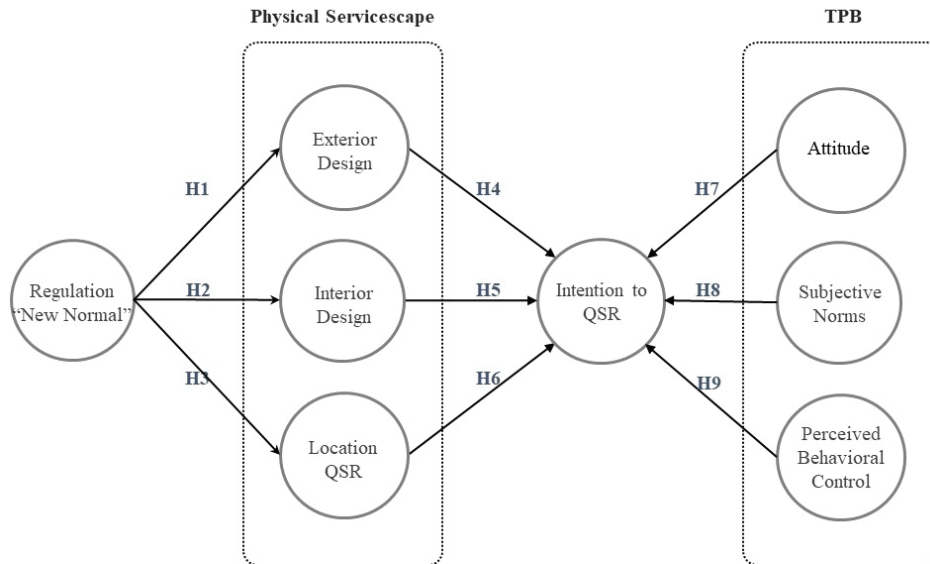 Physical Servicescape
TPB
Exterior
Design
Attitude
H1
H4
H7
Regulation
“New Normal”
H2
Interior
Design
H5
Intention to
QSR
H8
Subjective
Norms
H3
H6
H9
Location
QSR
Perceived
Behavioral
Control